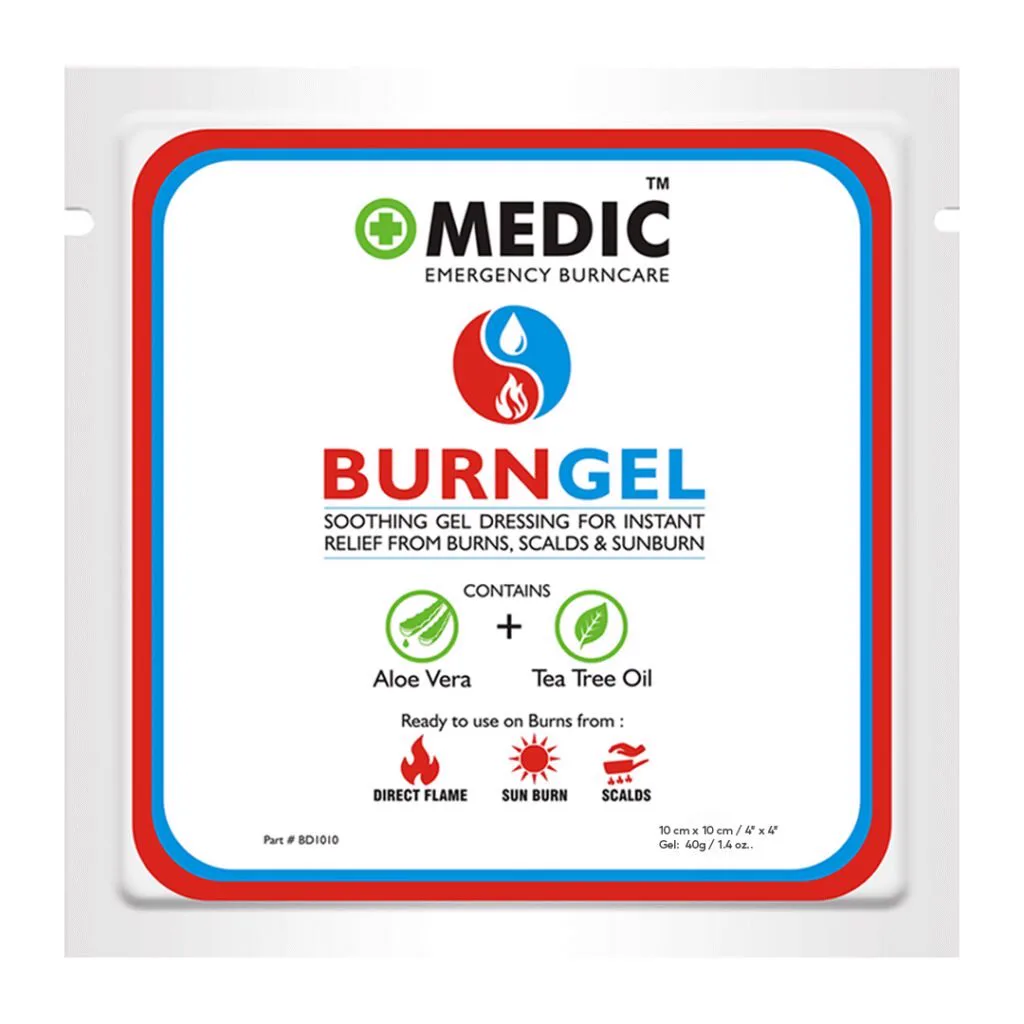 TM
MEDIC
EMERGENCY BURNCARE
BURNGEL
SOOTHING GEL DRESSING FOR INSTANT
RELIEF FROM BURNS, SCALDS & SUNBURN
CONTAINS
+
Aloe Vera Tea Tree Oil
Ready to use on Burns from :
DIRECT FLAME SUN BURN SCALDS
Part # BD1010
10 cm x 10 cm / 4" x 4"
Gel: 40g / 1.4 oz..